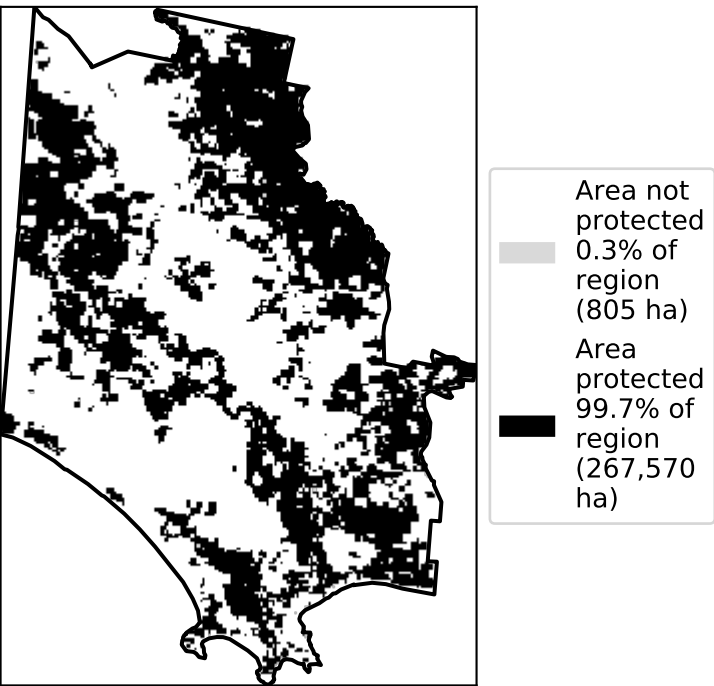 Area not
protected
0.3% of
region
(805 ha)
Area
protected
99.7% of
region
(267,570
ha)